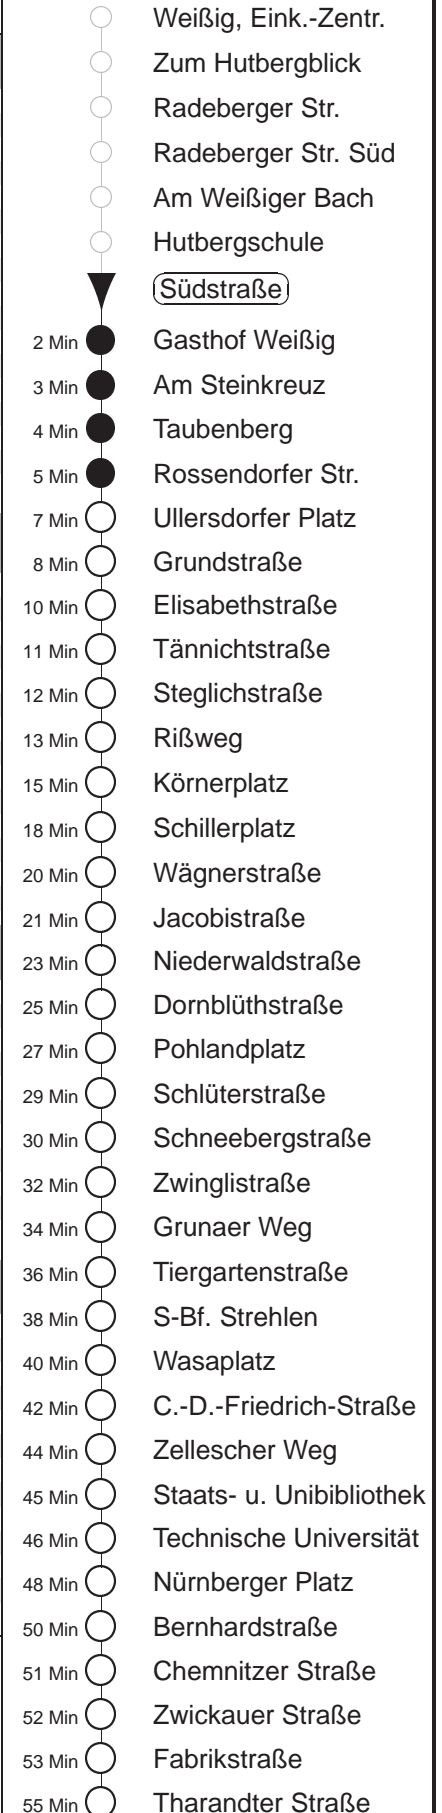 Weißig, Eink.-Zentr.
Zum Hutbergblick
Radeberger Str.
Radeberger Str. Süd
Am Weißiger Bach
Hutbergschule
Südstraße
2 Min Gasthof Weißig
3 Min Am Steinkreuz
4 Min Taubenberg
5 Min Rossendorfer Str.
7 Min Ullersdorfer Platz
8 Min Grundstraße
10 Min Elisabethstraße
11 Min Tännichtstraße
12 Min Steglichstraße
13 Min Rißweg
15 Min Körnerplatz
18 Min Schillerplatz
20 Min Wägnerstraße
21 Min Jacobistraße
23 Min Niederwaldstraße
25 Min Dornblüthstraße
27 Min Pohlandplatz
29 Min Schlüterstraße
30 Min Schneebergstraße
32 Min Zwinglistraße
34 Min Grunaer Weg
36 Min Tiergartenstraße
38 Min S-Bf. Strehlen
40 Min Wasaplatz
42 Min C.-D.-Friedrich-Straße
44 Min Zellescher Weg
45 Min Staats- u. Unibibliothek
46 Min Technische Universität
48 Min Nürnberger Platz
50 Min Bernhardstraße
51 Min Chemnitzer Straße
52 Min Zwickauer Straße
53 Min Fabrikstraße
55 Min Tharandter Straße